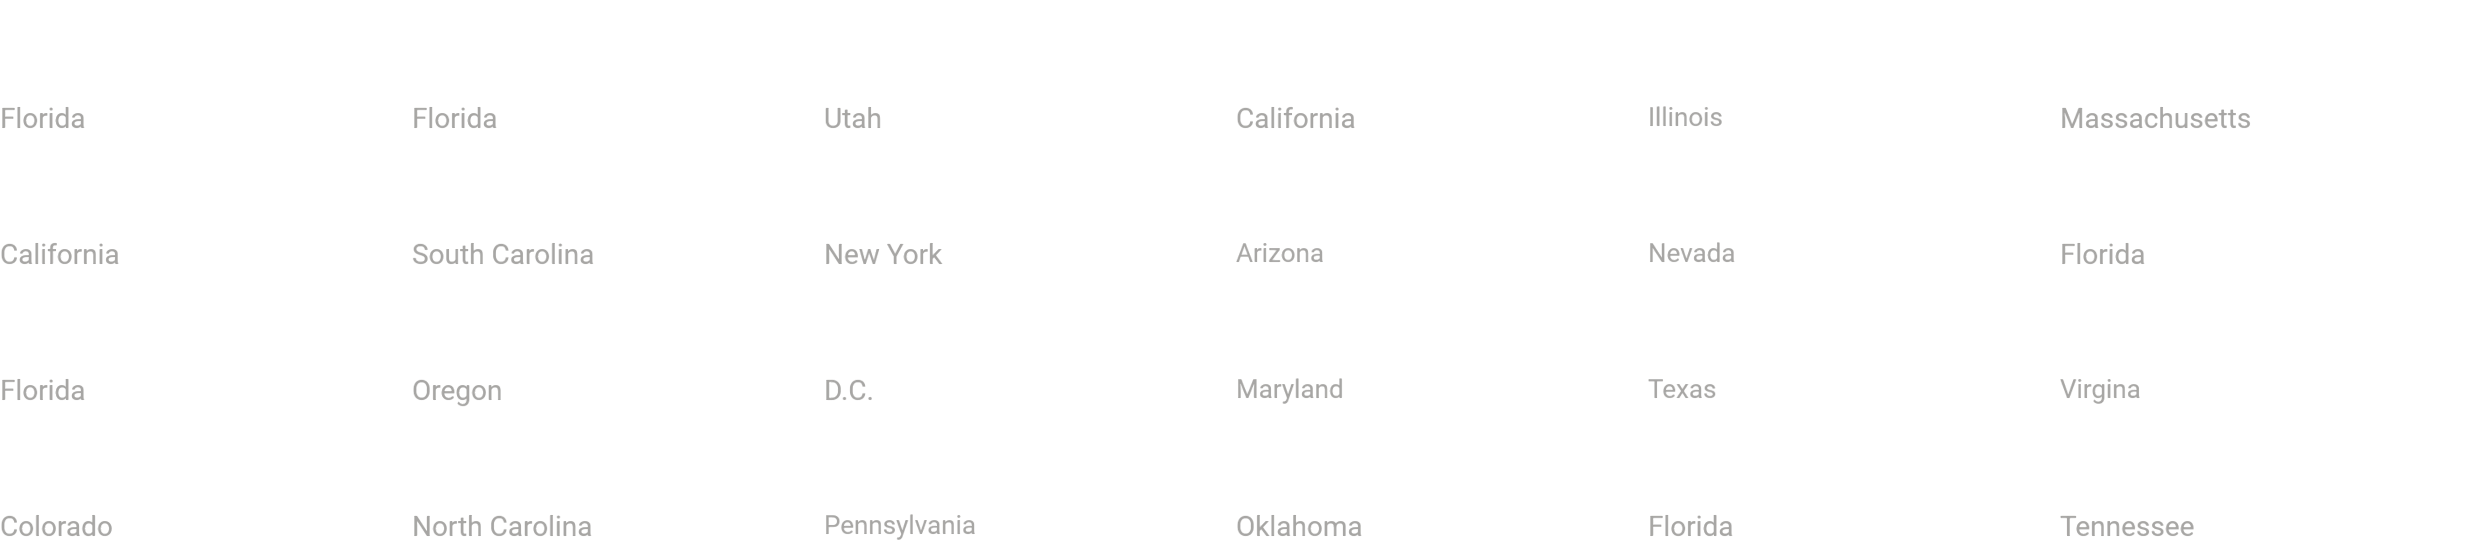 Florida Florida Utah California Illinois Massachusetts
California South Carolina New York Arizona Nevada Florida
Florida Oregon D.C. Maryland Texas Virgina
Colorado North Carolina Pennsylvania Oklahoma Florida Tennessee